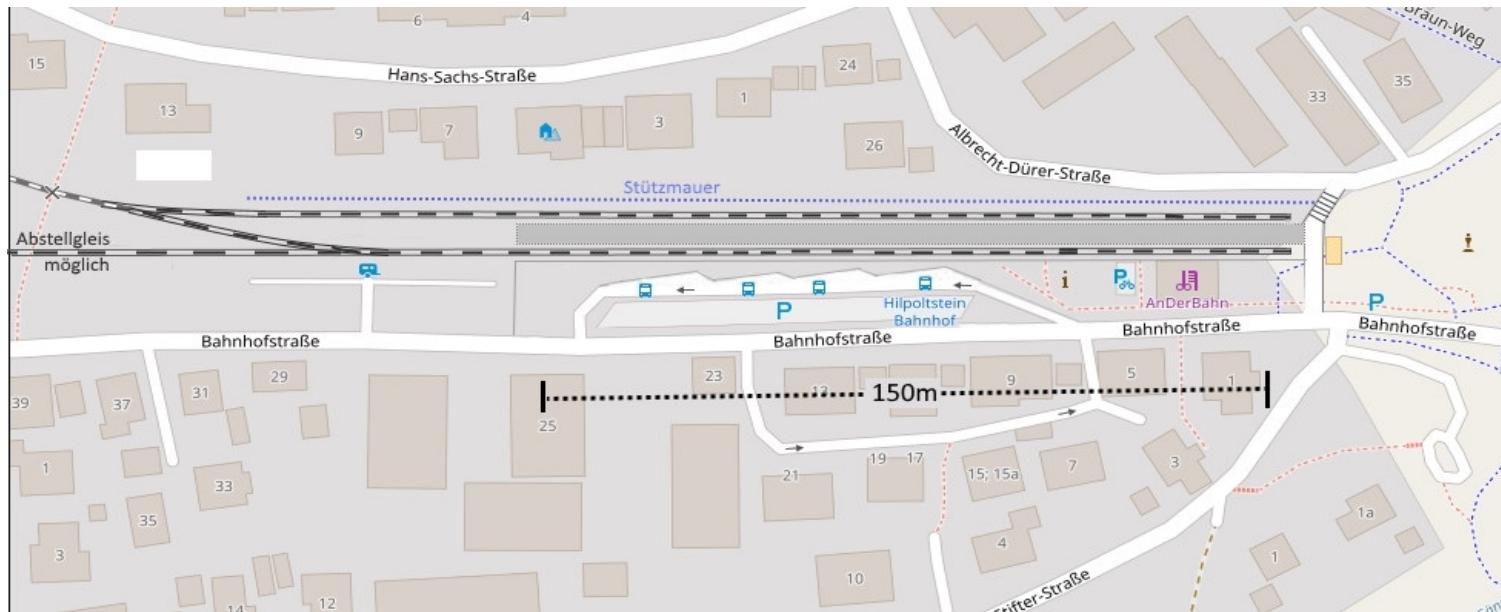 6
4
Braun-Weg
15
Hans-Sachs-Straße
24
35
13
1
33
9
7
3
26
Albrecht-Dürer-Straße
Stützmauer
Abstellgleis
möglich
i
P
AnDerBahn
Hilpoltstein
Bahnhof
P
P
Bahnhofstraße
Bahnhofstraße
Bahnhofstraße
Bahnhofstraße
39
37
31
29
23
13
9
5
1
150m
25
1
33
21
19
17
15; 15a
7
3
35
1a
3
4
1
10
14
12
Stifter-Straße